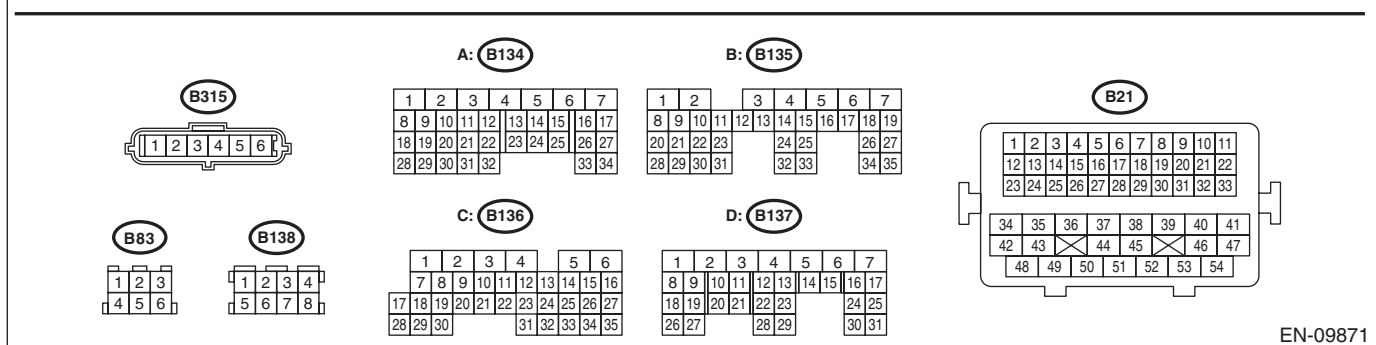 A: B134
B: B135
B315
B21
1 2 3 4 5 6
1 2 3 4 5 6 7
8 9 10 11 12 13 14 15 16 17
18 19 20 21 22 23 24 25 26 27
28 29 30 31 32 33 34
1 2 3 4 5 6 7
8 9 10 11 12 13 14 15 16 17 18 19
20 21 22 23 24 25 26 27
28 29 30 31 32 33 34 35
1 2 3 4 5 6 7 8 9 10 11
12 13 14 15 16 17 18 19 20 21 22
23 24 25 26 27 28 29 30 31 32 33
34 35 36 37 38 39 40 41
42 43 44 45 46 47
48 49 50 51 52 53 54
B83
B138
C: B136
D: B137
1 2 3
4 5 6
1 2 3 4
5 6 7 8
1 2 3 4 5 6
7 8 9 10 11 12 13 14 15 16
17 18 19 20 21 22 23 24 25 26 27
28 29 30 31 32 33 34 35
1 2 3 4 5 6 7
8 9 10 11 12 13 14 15 16 17
18 19 20 21 22 23 24 25
26 27 28 29 30 31
EN-09871